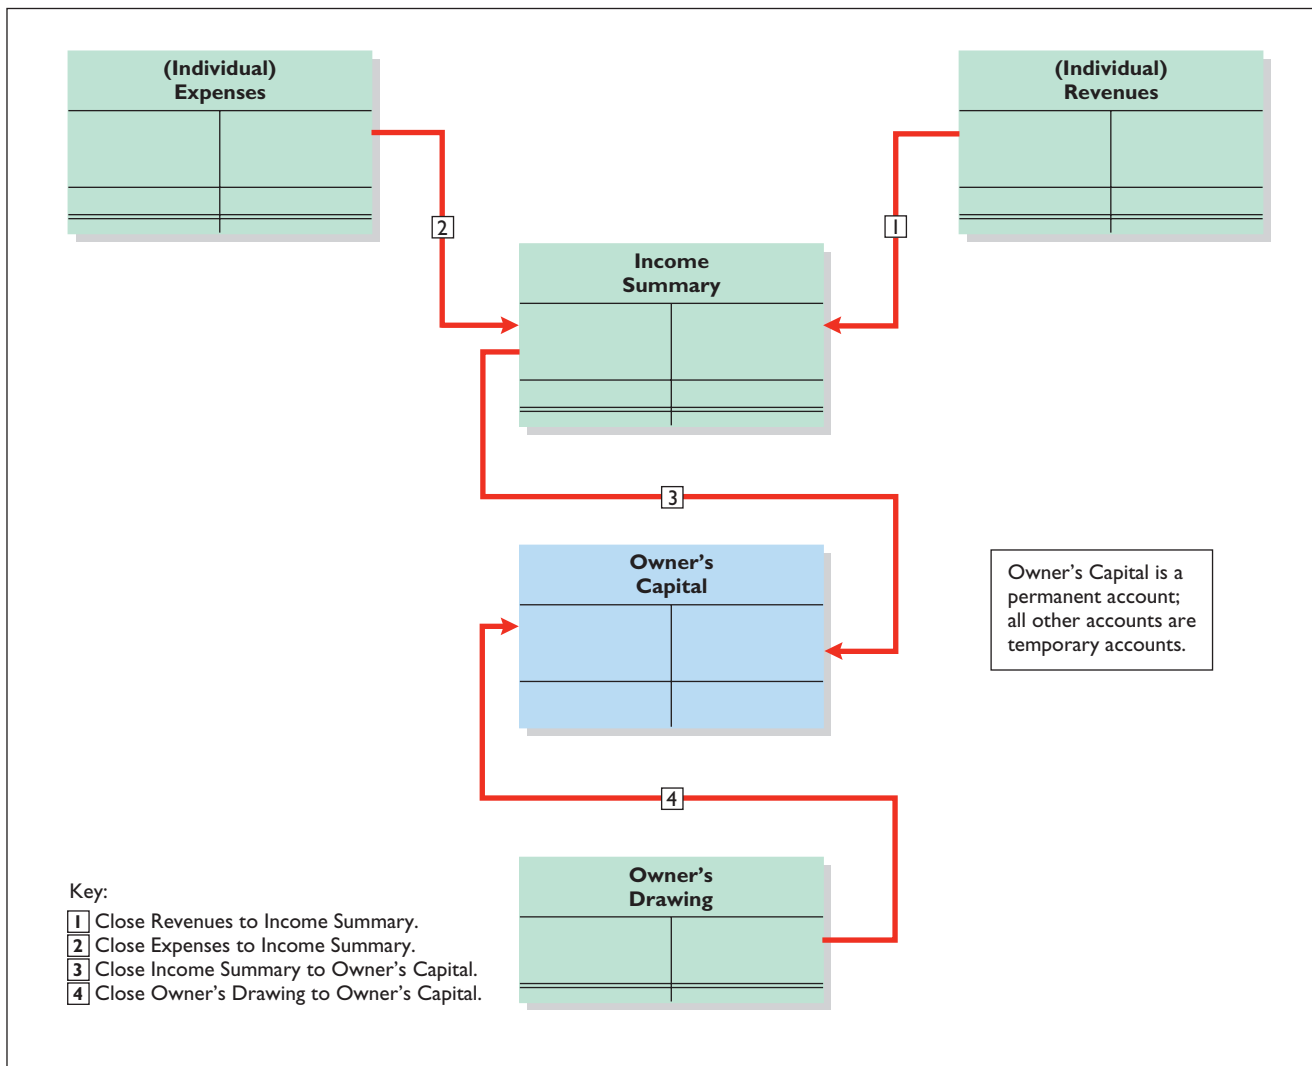 (Individual)
Expenses
(Individual)
Revenues
2
1
Income
Summary
3
Owner's
Capital
Owner's Capital is a
permanent account;
all other accounts are
temporary accounts.
4
Owner's
Drawing
Key:
1 Close Revenues to Income Summary.
2 Close Expenses to Income Summary.
3 Close Income Summary to Owner's Capital.
4 Close Owner's Drawing to Owner's Capital.